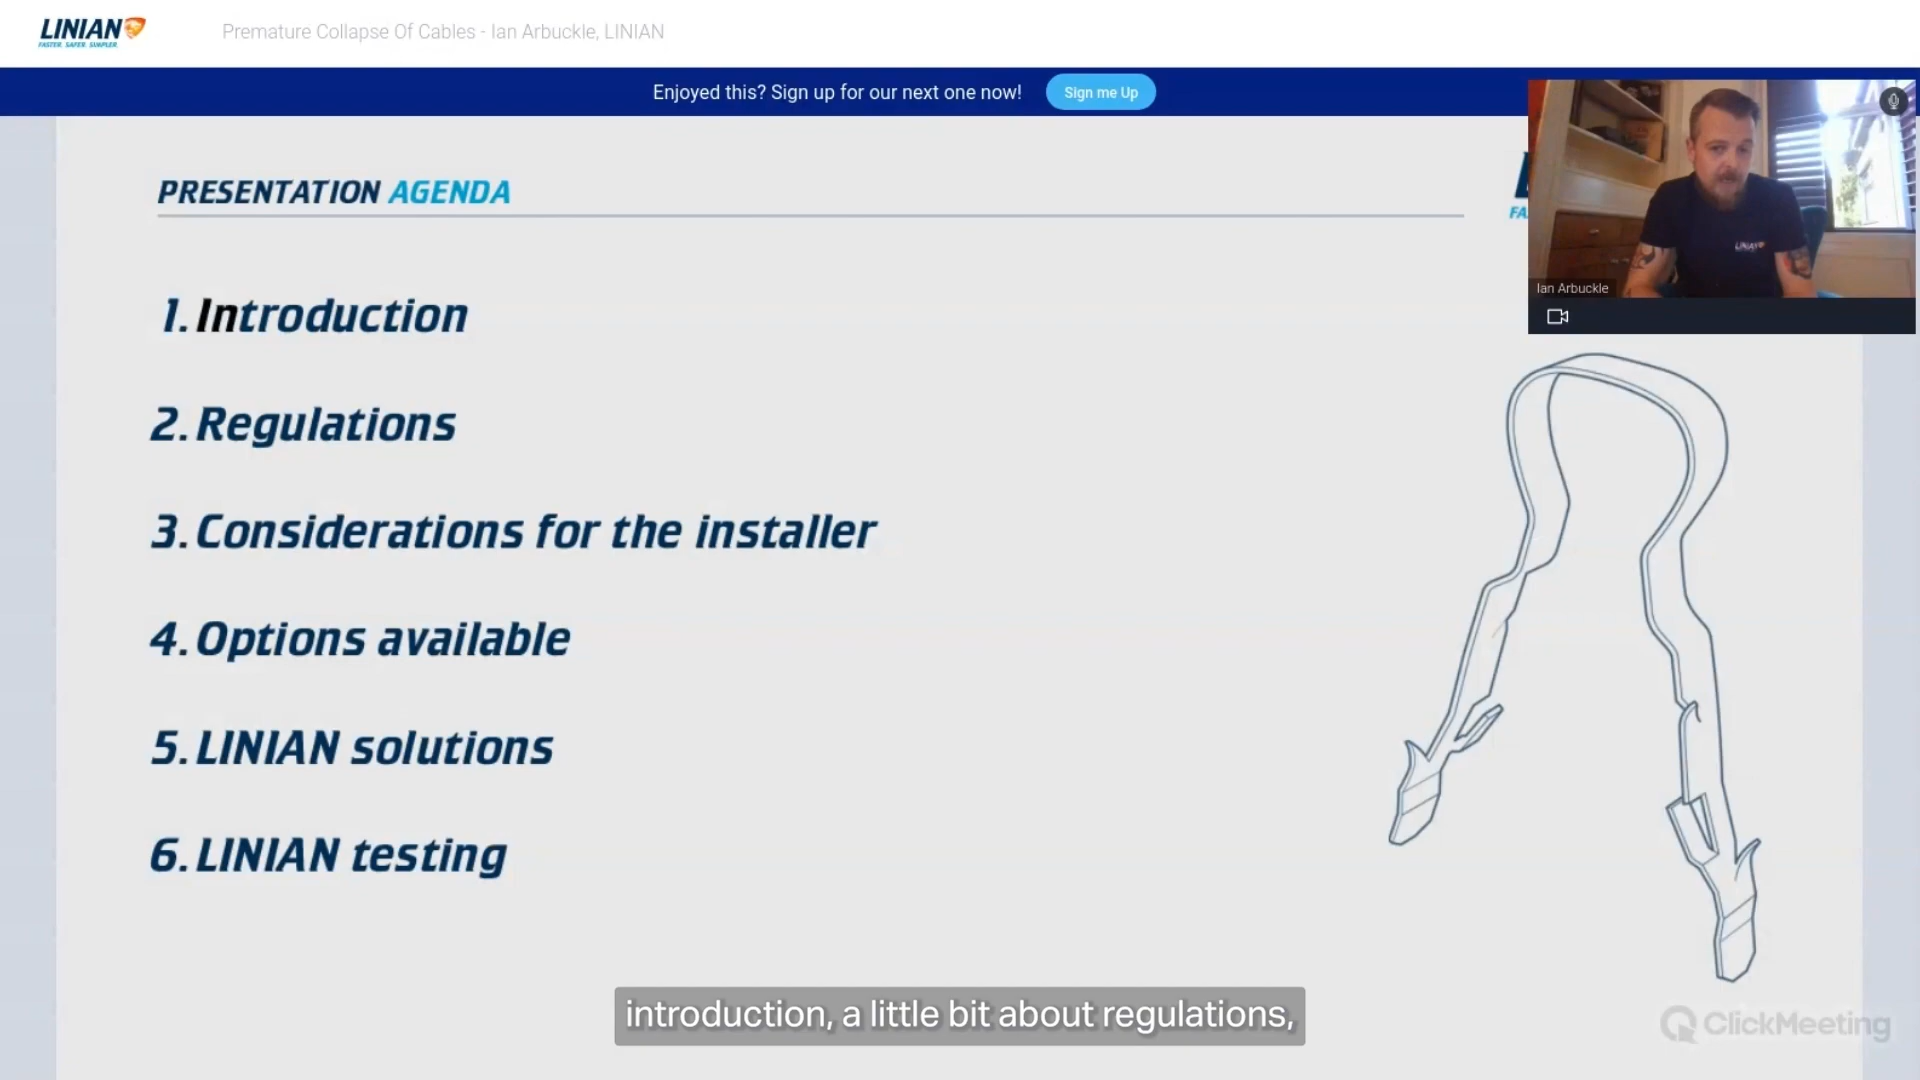 LINIAN
FASTER. SAFER. SIMPLER.
Premature Collapse Of Cables - Ian Arbuckle, LINIAN
Enjoyed this? Sign up for our next one now!
Sign me Up
PRESENTATION AGENDA
FA
LINIAN
Ian Arbuckle
1. Introduction
2. Regulations
3. Considerations for the installer
4. Options available
5. LINIAN solutions
6. LINIAN testing
introduction, a little bit about regulations,
ClickMeeting